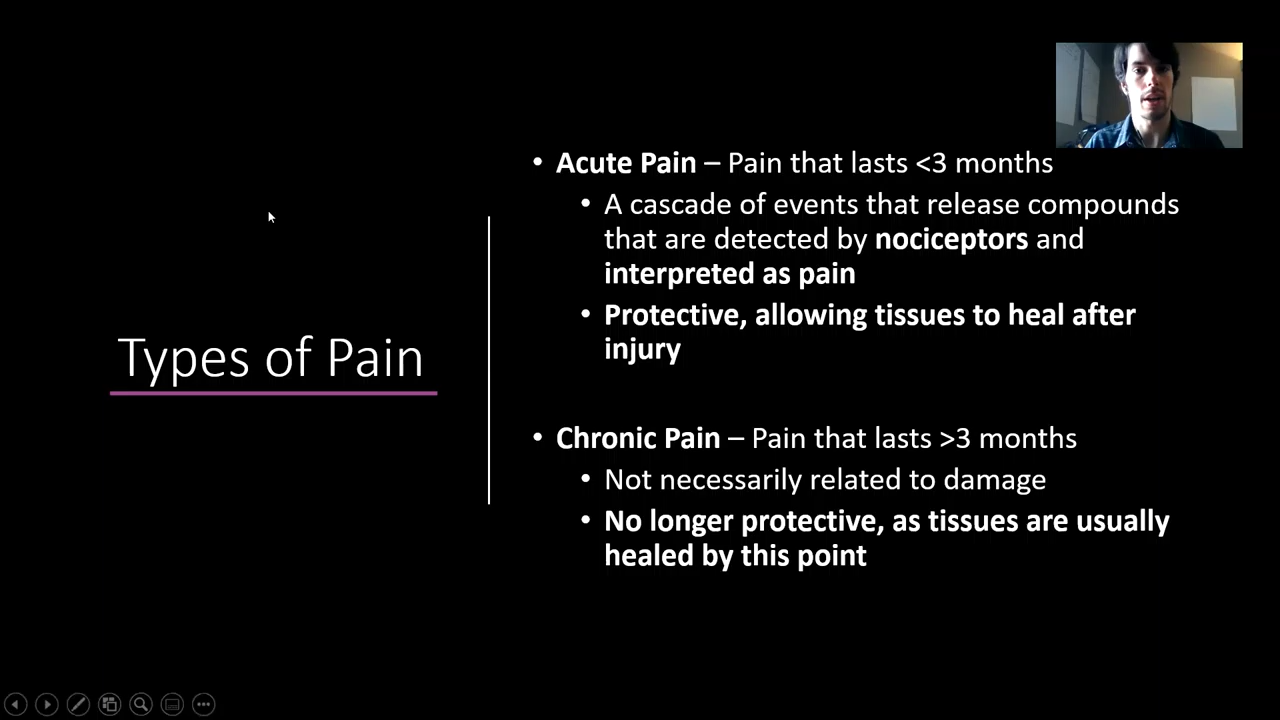 Types of Pain
• Acute Pain – Pain that lasts <3 months
• A cascade of events that release compounds
that are detected by nociceptors and
interpreted as pain
• Protective, allowing tissues to heal after
injury
• Chronic Pain – Pain that lasts >3 months
• Not necessarily related to damage
• No longer protective, as tissues are usually
healed by this point